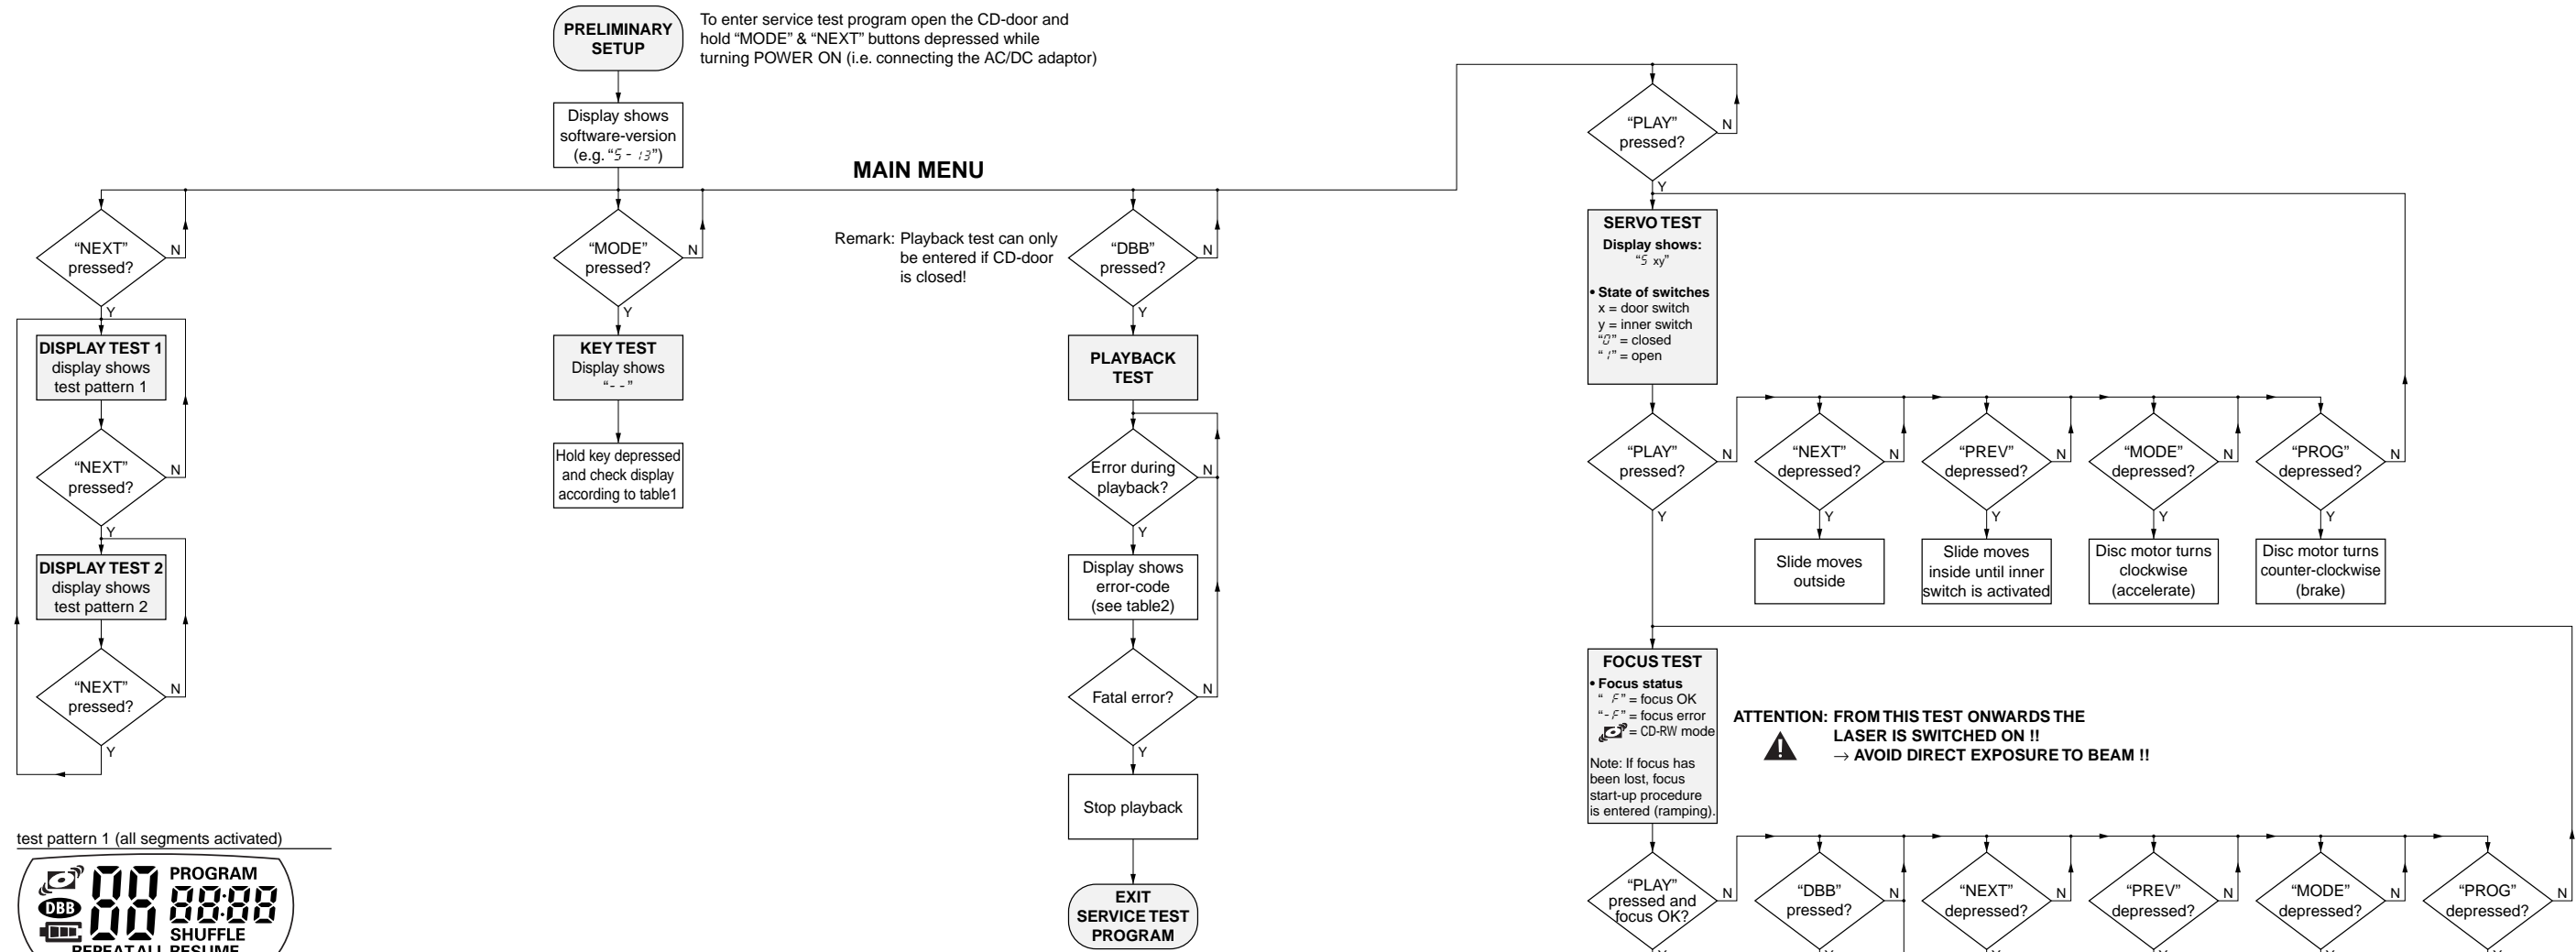 PRELIMINARY
SETUP
To enter service test program open the CD-door and
hold “MODE” & “NEXT” buttons depressed while
turning POWER ON (i.e. connecting the AC/DC adaptor)
Display shows
software-version
(e.g. “S - 13”)
MAIN MENU
“NEXT”
pressed?
N
Y
DISPLAY TEST 1
display shows
test pattern 1
“NEXT”
pressed?
N
Y
DISPLAY TEST 2
display shows
test pattern 2
“NEXT”
pressed?
N
Y
test pattern 1 (all segments activated)
PROGRAM
88 88:88
DBB
SHUFFLE
REPEAT ALL RESUME
“MODE”
pressed?
N
Y
KEY TEST
Display shows
“- -”
Hold key depressed
and check display
according to table1
Remark: Playback test can only
be entered if CD-door
is closed!
“DBB”
pressed?
N
Y
PLAYBACK
TEST
Error during
playback?
N
Y
Display shows
error-code
(see table2)
Fatal error?
N
Y
Stop playback
EXIT
SERVICE TEST
PROGRAM
“PLAY”
pressed?
N
Y
SERVO TEST
Display shows:
“S xy”
• State of switches
x = door switch
y = inner switch
“0” = closed
“1” = open
“PLAY”
pressed?
N
Y
“NEXT”
depressed?
N
Y
Slide moves
outside
“PREV”
depressed?
N
Y
Slide moves
inside until inner
switch is activated
“MODE”
depressed?
N
Y
Disc motor turns
clockwise
(accelerate)
“PROG”
depressed?
N
Y
Disc motor turns
counter-clockwise
(brake)
FOCUS TEST
• Focus status
“ F” = focus OK
“-F” = focus error
= CD-RW mode
Note: If focus has
been lost, focus
start-up procedure
is entered (ramping).
ATTENTION: FROM THIS TEST ONWARDS THE
LASER IS SWITCHED ON !!
→ AVOID DIRECT EXPOSURE TO BEAM !!
“PLAY”
pressed and
focus OK?
N
Y
“DBB”
pressed?
N
Y
“NEXT”
depressed?
N
Y
“PREV”
depressed?
N
Y
“MODE”
depressed?
N
Y
“PROG”
depressed?
N
Y